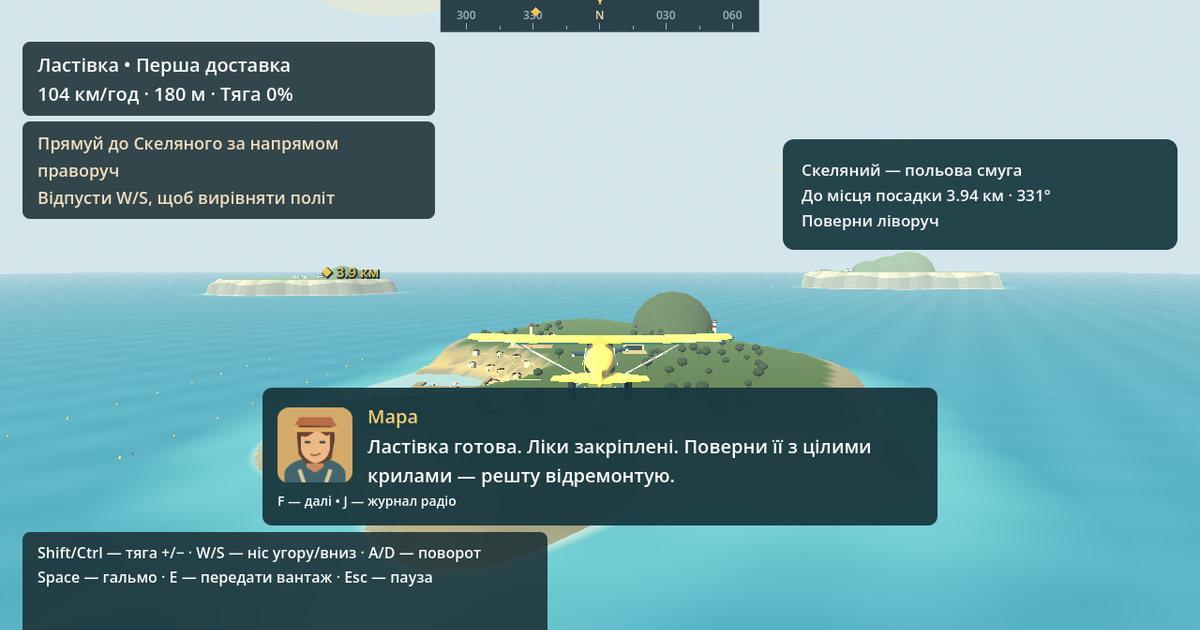 300 330 N 030 060
Ластівка • Перша доставка
104 км/год · 180 м · Тяга 0%
Прямуй до Скеляного за напрямом
праворуч
Відпусти W/S, щоб вирівняти політ
Скеляний — польова смуга
До місця посадки 3.94 км · 331°
Поверни ліворуч
3.9 км
Мара
Ластівка готова. Ліки закріплені. Поверни її з цілими
крилами — решту відремонтую.
F — далі • J — журнал радіо
Shift/Ctrl — тяга +/− · W/S — ніс угору/вниз · A/D — поворот
Space — гальмо · E — передати вантаж · Esc — пауза